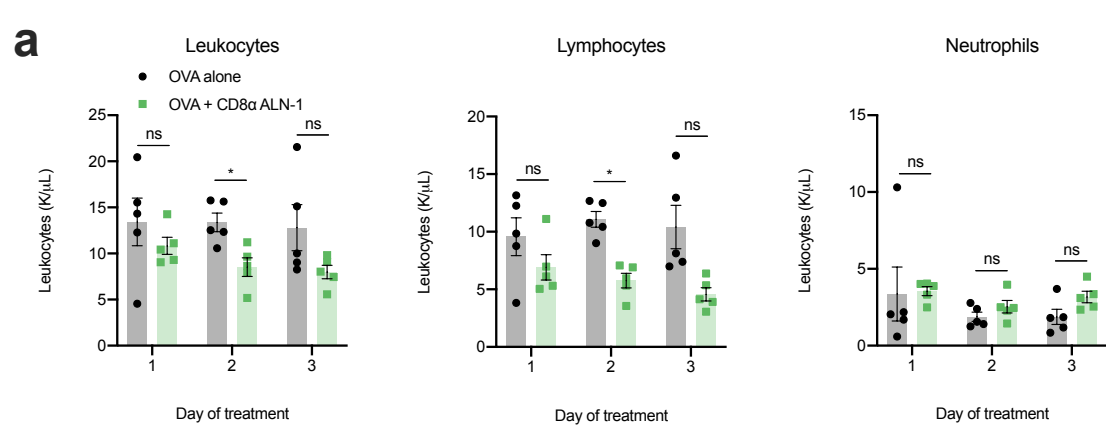 a
Leukocytes
OVA alone
OVA + CD8α ALN-1
Leukocytes (K/μL)
25
20
15
10
5
0
ns
*
ns
1 2 3
Day of treatment
Lymphocytes
Leukocytes (K/μL)
20
15
10
5
0
ns
*
ns
1 2 3
Day of treatment
Neutrophils
Leukocytes (K/μL)
15
10
5
0
ns
ns
ns
1 2 3
Day of treatment